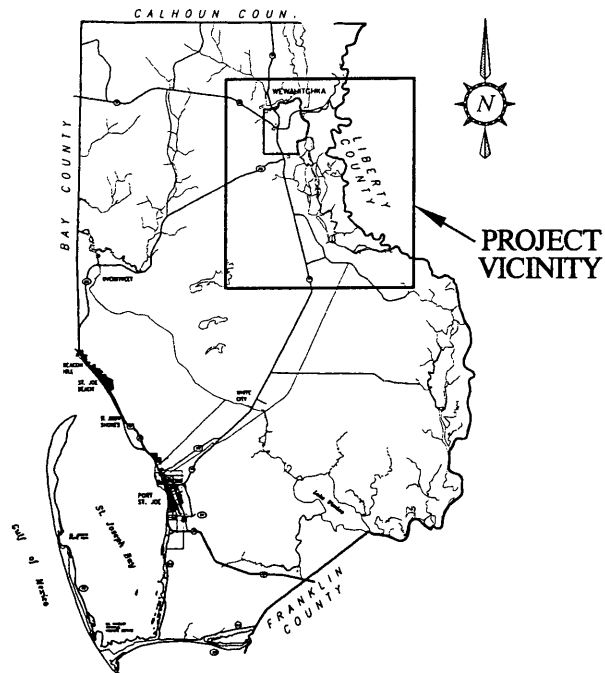 CALHOUN COUN.
WEWAHITCHKA
N
LIBERTY
COUNTY
BAY COUNTY
PROJECT
VICINITY
OVERSTREET
BEACON
HILL
ST. JOE
BEACH
WHITE
CITY
PORT
ST. JOE
St. Joseph Bay
Gulf of Mexico
FRANKLIN
COUNTY